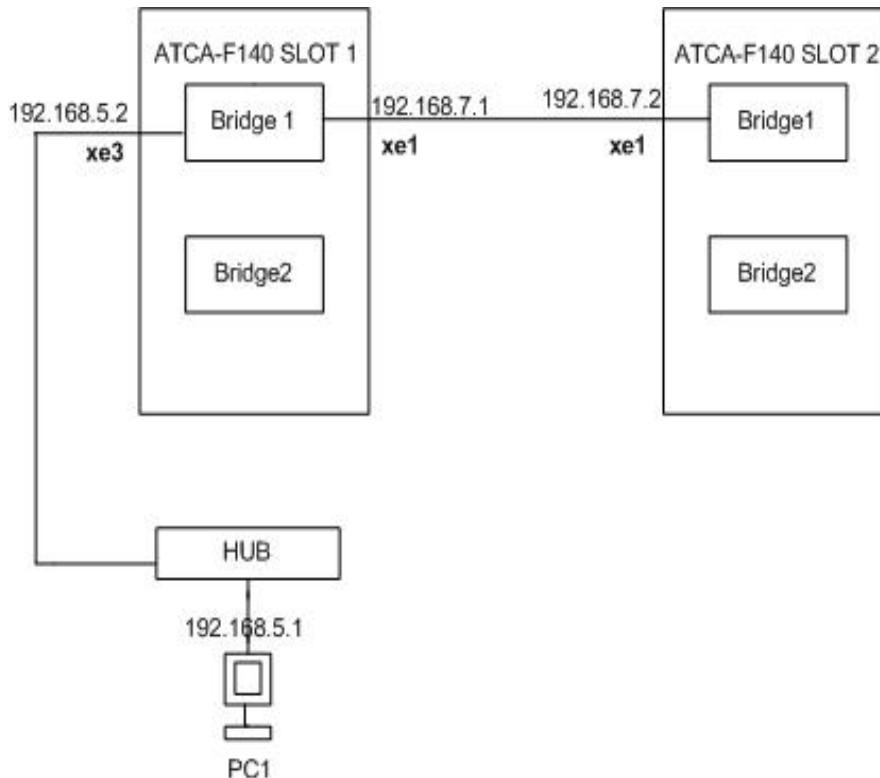 ATCA-F140 SLOT 1
ATCA-F140 SLOT 2
192.168.5.2
Bridge 1
192.168.7.1
192.168.7.2
Bridge1
xe3
xe1
xe1
Bridge2
Bridge2
HUB
192.168.5.1
PC1